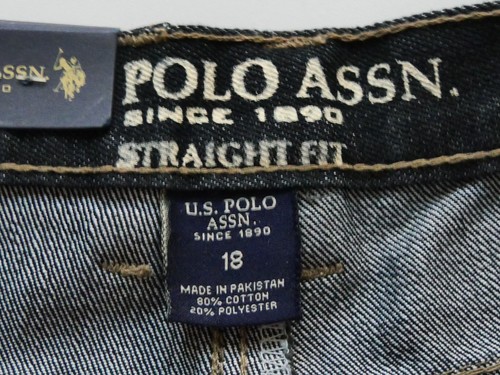 ASSN.
POLO ASSN.
SINCE 1890
STRAIGHT FIT
U.S. POLO
ASSN.
SINCE 1890
18
MADE IN PAKISTAN
80% COTTON
20% POLYESTER